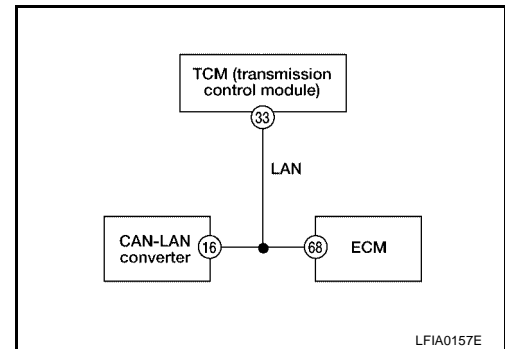 TCM (transmission
control module)
33
LAN
CAN-LAN
converter
16
68
ECM
LFIA0157E